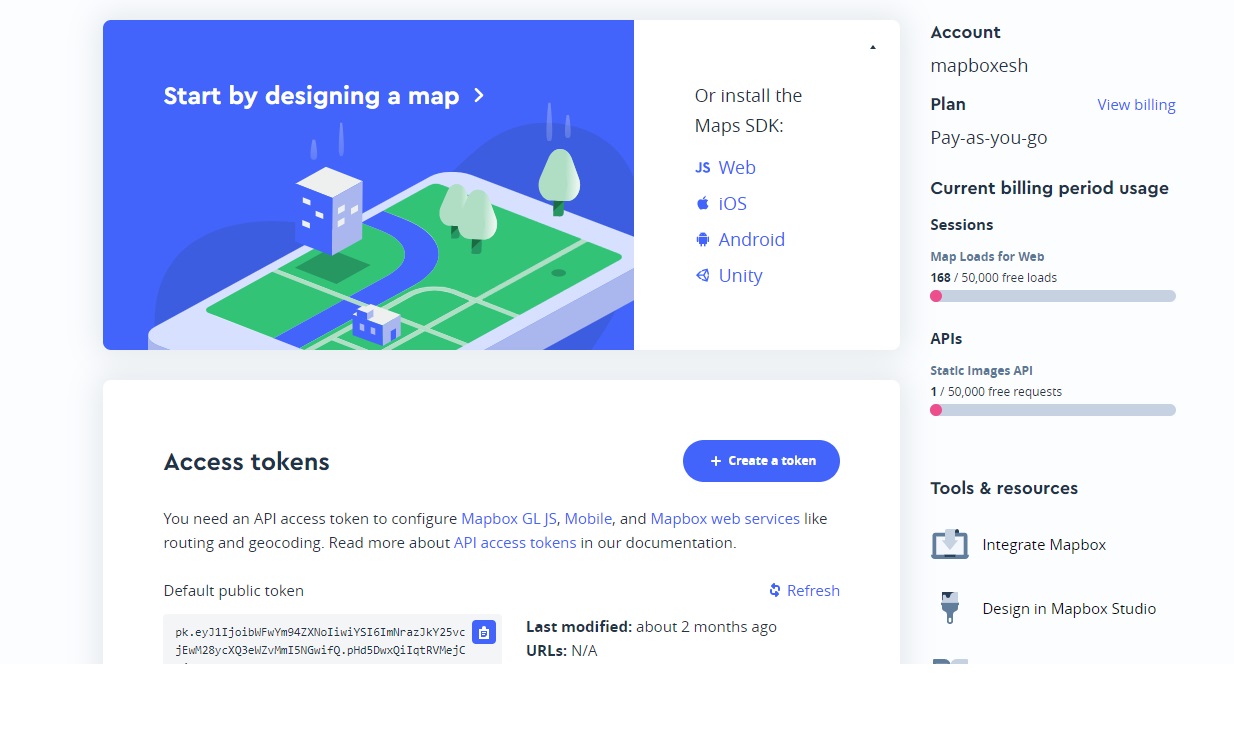 Start by designing a map
Or install the
Maps SDK:
JS Web
iOS
Android
Unity
Access tokens
+ Create a token
You need an API access token to configure Mapbox GL JS, Mobile, and Mapbox web services like
routing and geocoding. Read more about API access tokens in our documentation.
Default public token
Refresh
pk.eyJ1IjoibWFwYm94ZXNoIiwiYSI6ImNrazJkY25vc
jEwM28ycXQ3eWZvMmI5NGwifQ.pHd5DwxQiIqtRVMejC
Last modified: about 2 months ago
URLs: N/A
Account
mapboxesh
Plan
View billing
Pay-as-you-go
Current billing period usage
Sessions
Map Loads for Web
168 / 50,000 free loads
APIs
Static Images API
1 / 50,000 free requests
Tools & resources
Integrate Mapbox
Design in Mapbox Studio